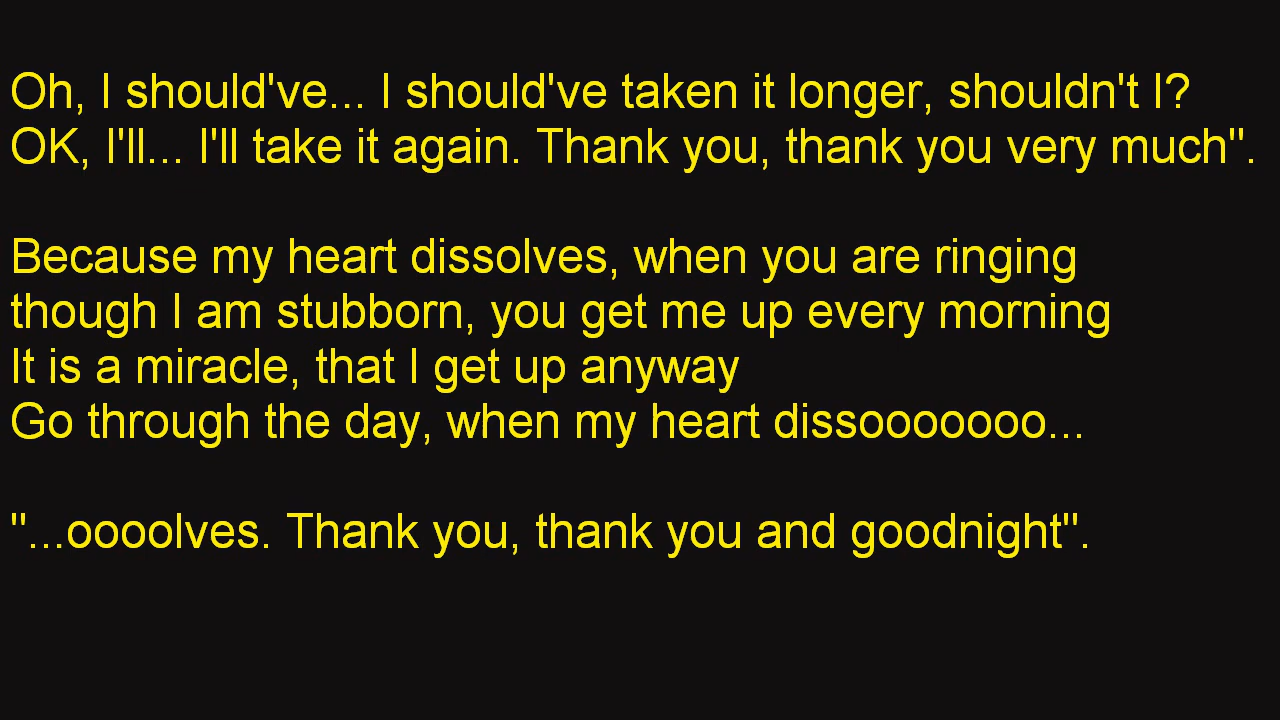 Oh, I should've... I should've taken it longer, shouldn't I?
OK, I'll... I'll take it again. Thank you, thank you very much".
Because my heart dissolves, when you are ringing
though I am stubborn, you get me up every morning
It is a miracle, that I get up anyway
Go through the day, when my heart dissooooooo...
"...oooolves. Thank you, thank you and goodnight".